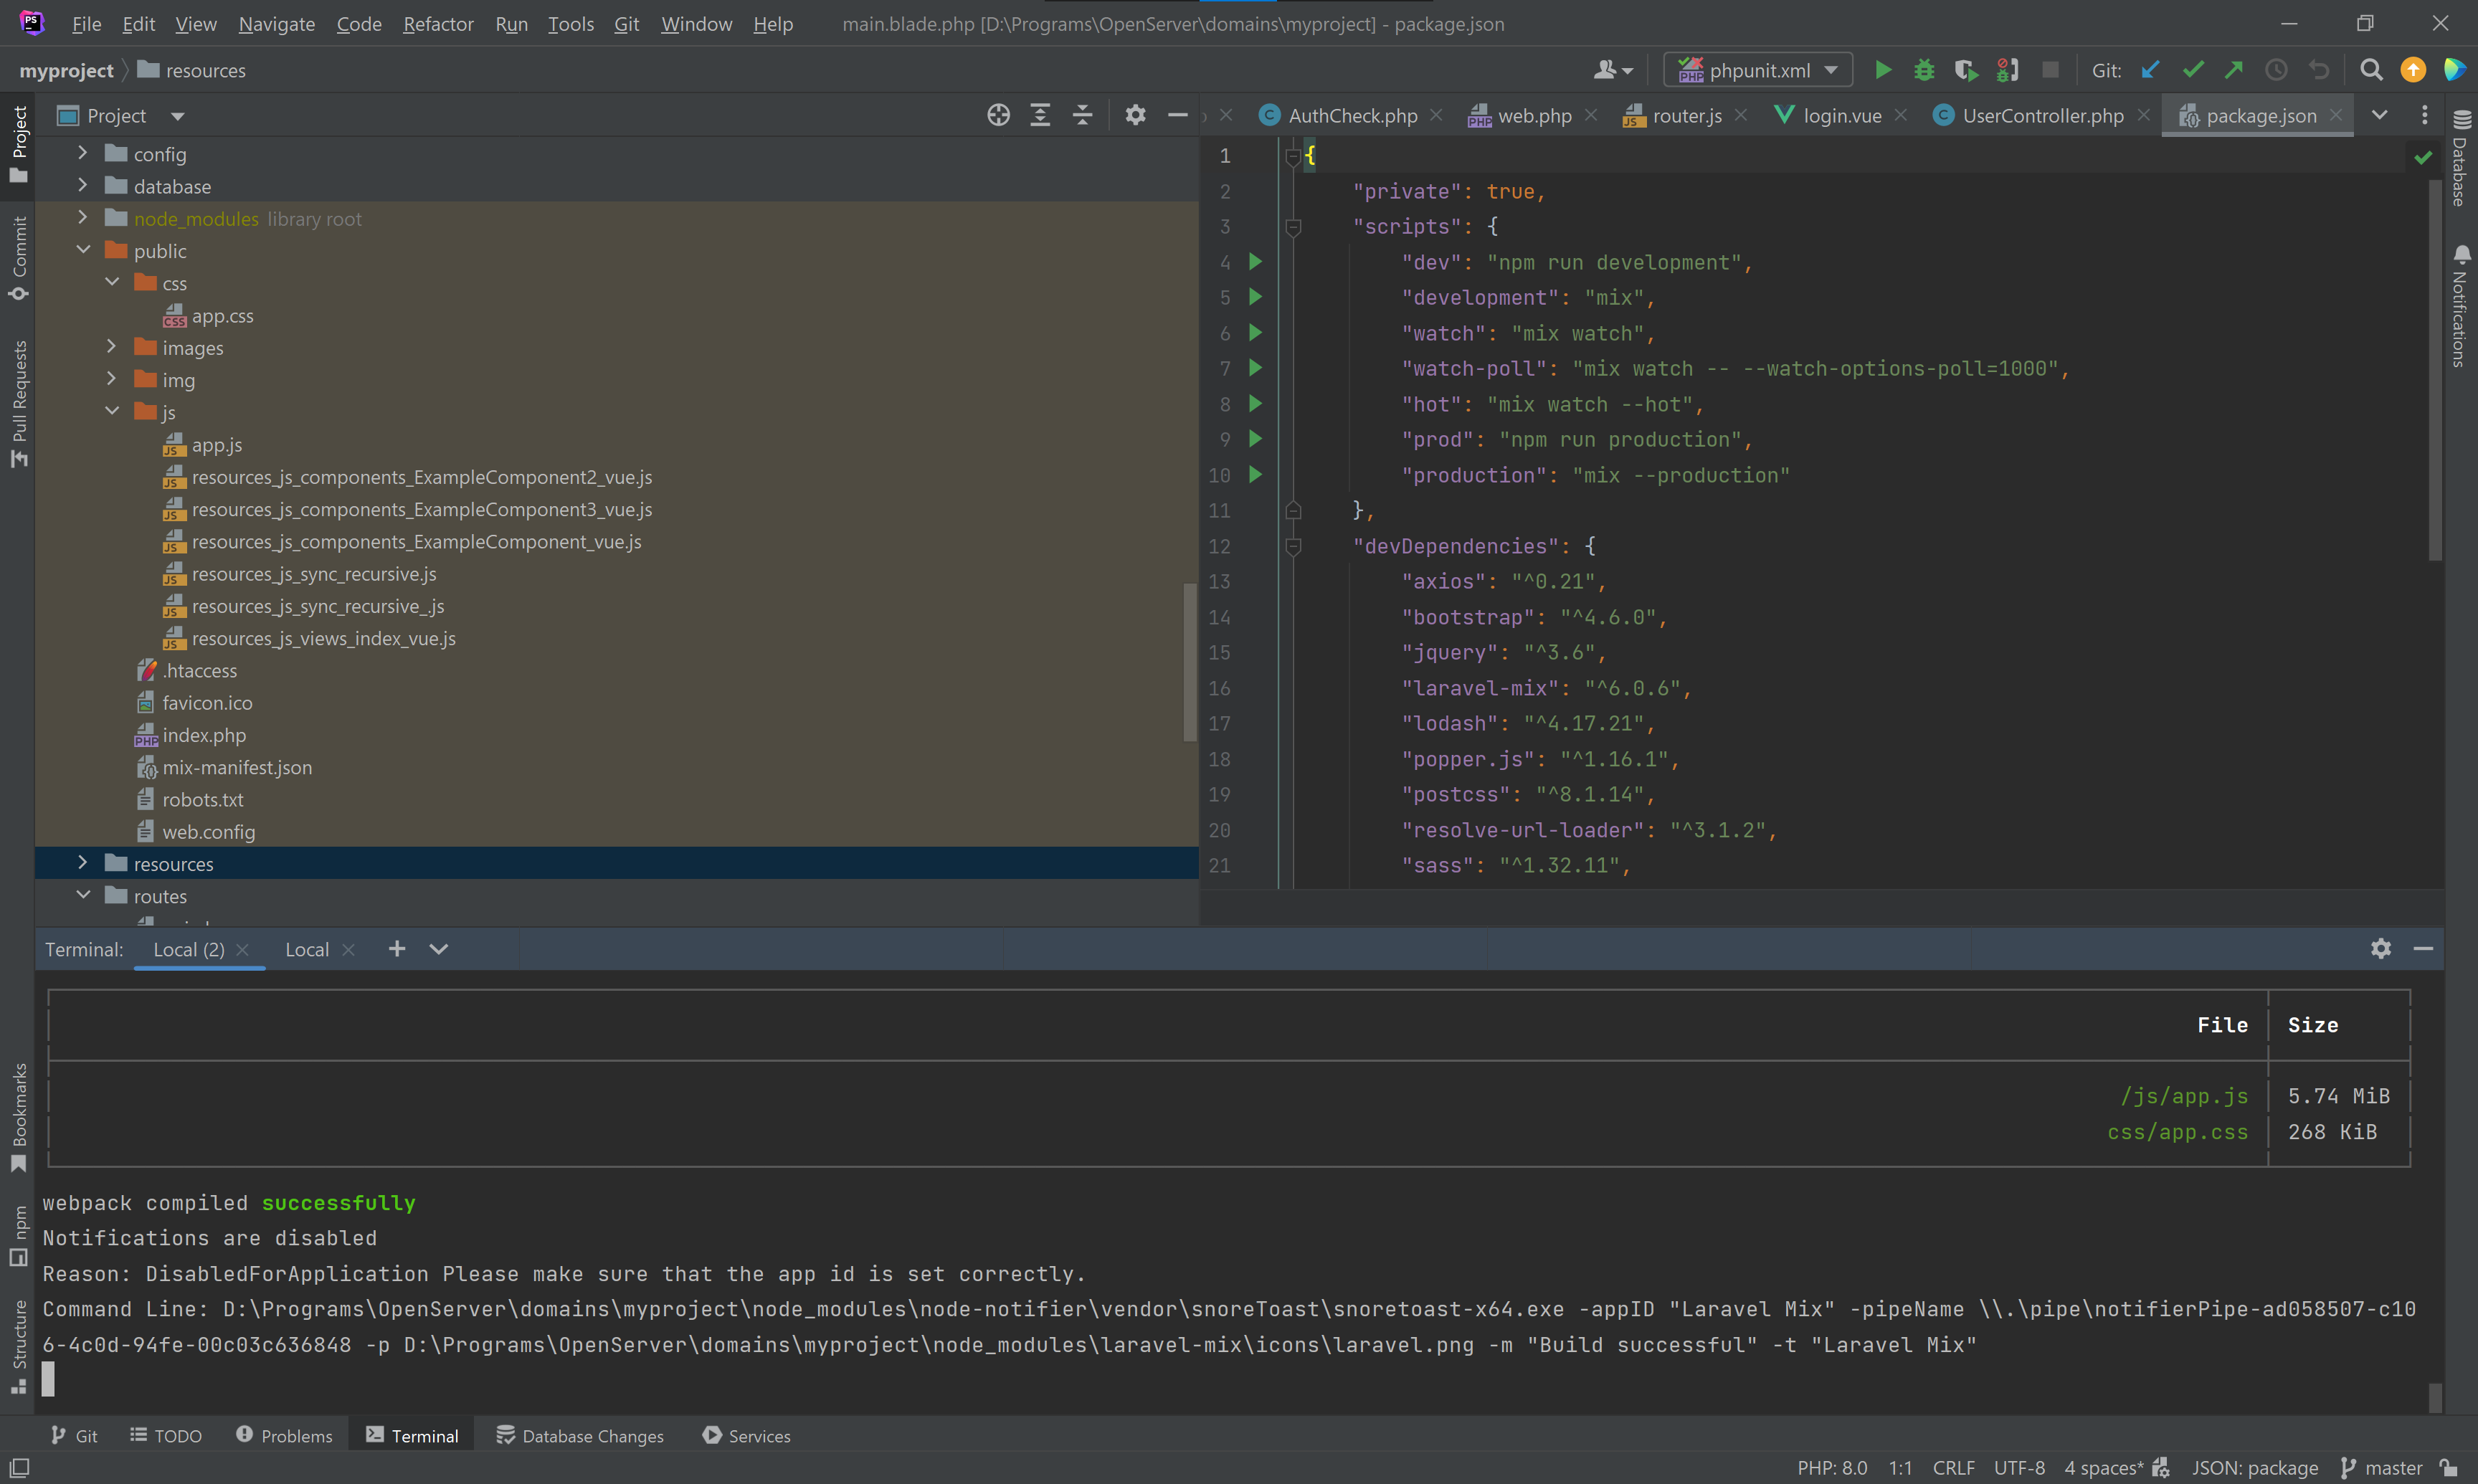 PS File Edit View Navigate Code Refactor Run Tools Git Window Help main.blade.php [D:\Programs\OpenServer\domains\myproject] - package.json
myproject resources phpunit.xml Git:
Project
AuthCheck.php web.php router.js login.vue UserController.php package.json
config
database
node_modules library root
public
css
app.css
images
img
js
app.js
resources_js_components_ExampleComponent2_vue.js
resources_js_components_ExampleComponent3_vue.js
resources_js_components_ExampleComponent_vue.js
resources_js_sync_recursive.js
resources_js_sync_recursive_.js
resources_js_views_index_vue.js
.htaccess
favicon.ico
index.php
mix-manifest.json
robots.txt
web.config
resources
routes
1 {
2 "private": true,
3 "scripts": {
4 "dev": "npm run development",
5 "development": "mix",
6 "watch": "mix watch",
7 "watch-poll": "mix watch -- --watch-options-poll=1000",
8 "hot": "mix watch --hot",
9 "prod": "npm run production",
10 "production": "mix --production"
11 },
12 "devDependencies": {
13 "axios": "^0.21",
14 "bootstrap": "^4.6.0",
15 "jquery": "^3.6",
16 "laravel-mix": "^6.0.6",
17 "lodash": "^4.17.21",
18 "popper.js": "^1.16.1",
19 "postcss": "^8.1.14",
20 "resolve-url-loader": "^3.1.2",
21 "sass": "^1.32.11",
Project
Commit
Pull Requests
Bookmarks
npm
Structure
Database
Notifications
Terminal: Local (2) Local
File Size
/js/app.js 5.74 MiB
css/app.css 268 KiB
webpack compiled successfully
Notifications are disabled
Reason: DisabledForApplication Please make sure that the app id is set correctly.
Command Line: D:\Programs\OpenServer\domains\myproject\node_modules\node-notifier\vendor\snoreToast\snoretoast-x64.exe -appID "Laravel Mix" -pipeName \\.\pipe\notifierPipe-ad058507-c10
6-4c0d-94fe-00c03c636848 -p D:\Programs\OpenServer\domains\myproject\node_modules\laravel-mix\icons\laravel.png -m "Build successful" -t "Laravel Mix"
Git TODO Problems Terminal Database Changes Services
PHP: 8.0 1:1 CRLF UTF-8 4 spaces* JSON: package master